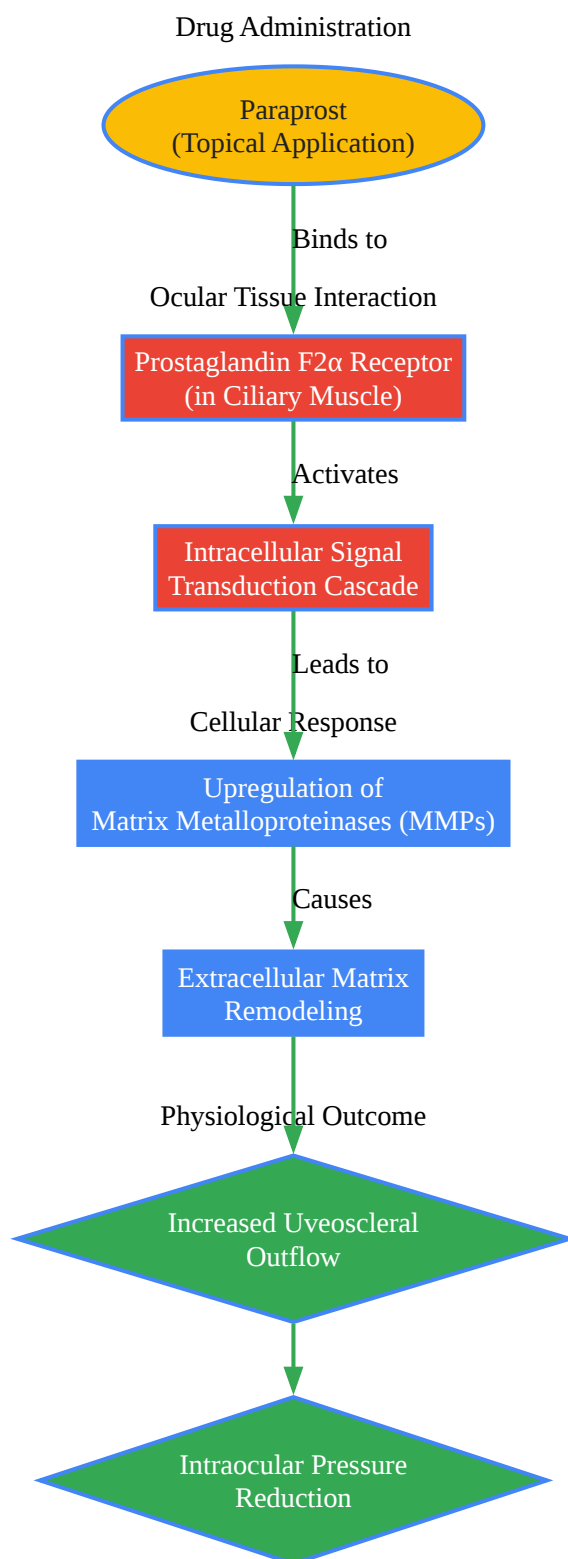 Drug Administration
Paraprost
(Topical Application)
Binds to
Ocular Tissue Interaction
Prostaglandin F2α Receptor
(in Ciliary Muscle)
Activates
Intracellular Signal
Transduction Cascade
Leads to
Cellular Response
Upregulation of
Matrix Metalloproteinases (MMPs)
Causes
Extracellular Matrix
Remodeling
Physiological Outcome
Increased Uveoscleral
Outflow
Intraocular Pressure
Reduction